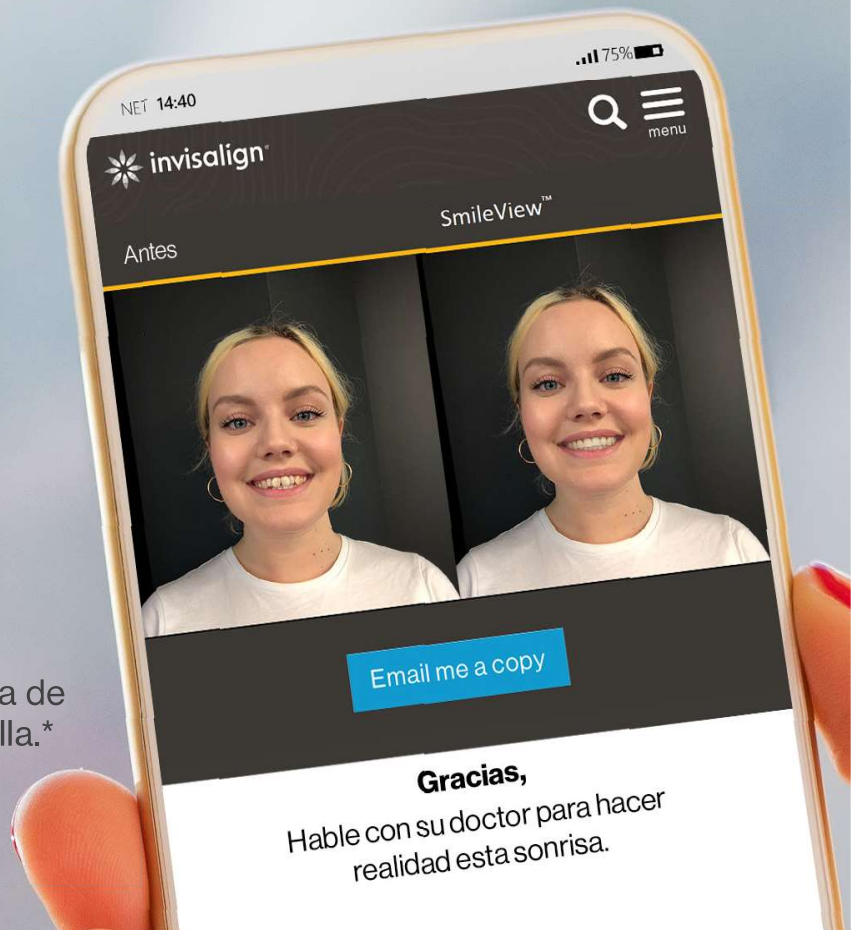 NET 14:40
75%
invisalign®
menu
Antes
SmileView™
a de
lla.*
Email me a copy
Gracias,
Hable con su doctor para hacer
realidad esta sonrisa.